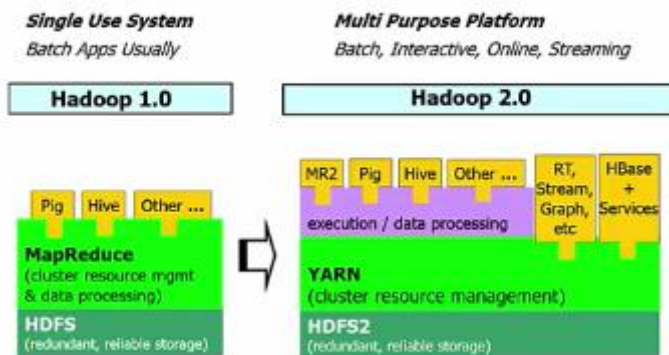 Single Use System
Batch Apps Usually
Hadoop 1.0
Pig
Hive
Other ...
MapReduce
(cluster resource mgmt
& data processing)
HDFS
(redundant, reliable storage)
Multi Purpose Platform
Batch, Interactive, Online, Streaming
Hadoop 2.0
MR2
Pig
Hive
Other ...
RT,
Stream,
Graph,
etc
HBase
+
Services
execution / data processing
YARN
(cluster resource management)
HDFS2
(redundant, reliable storage)